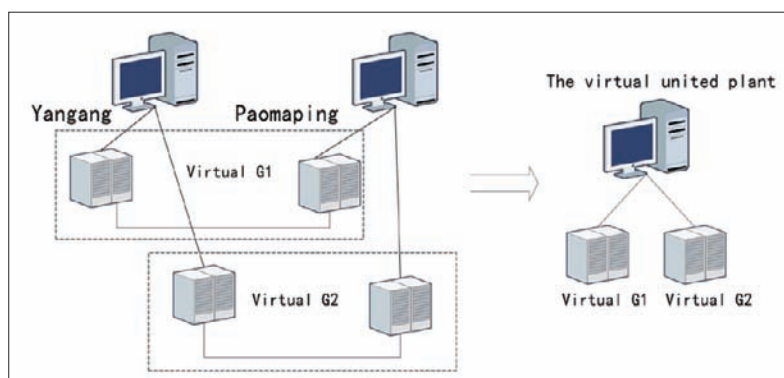 Yangang
Paomaping
Virtual G1
Virtual G2
The virtual united plant
Virtual G1
Virtual G2